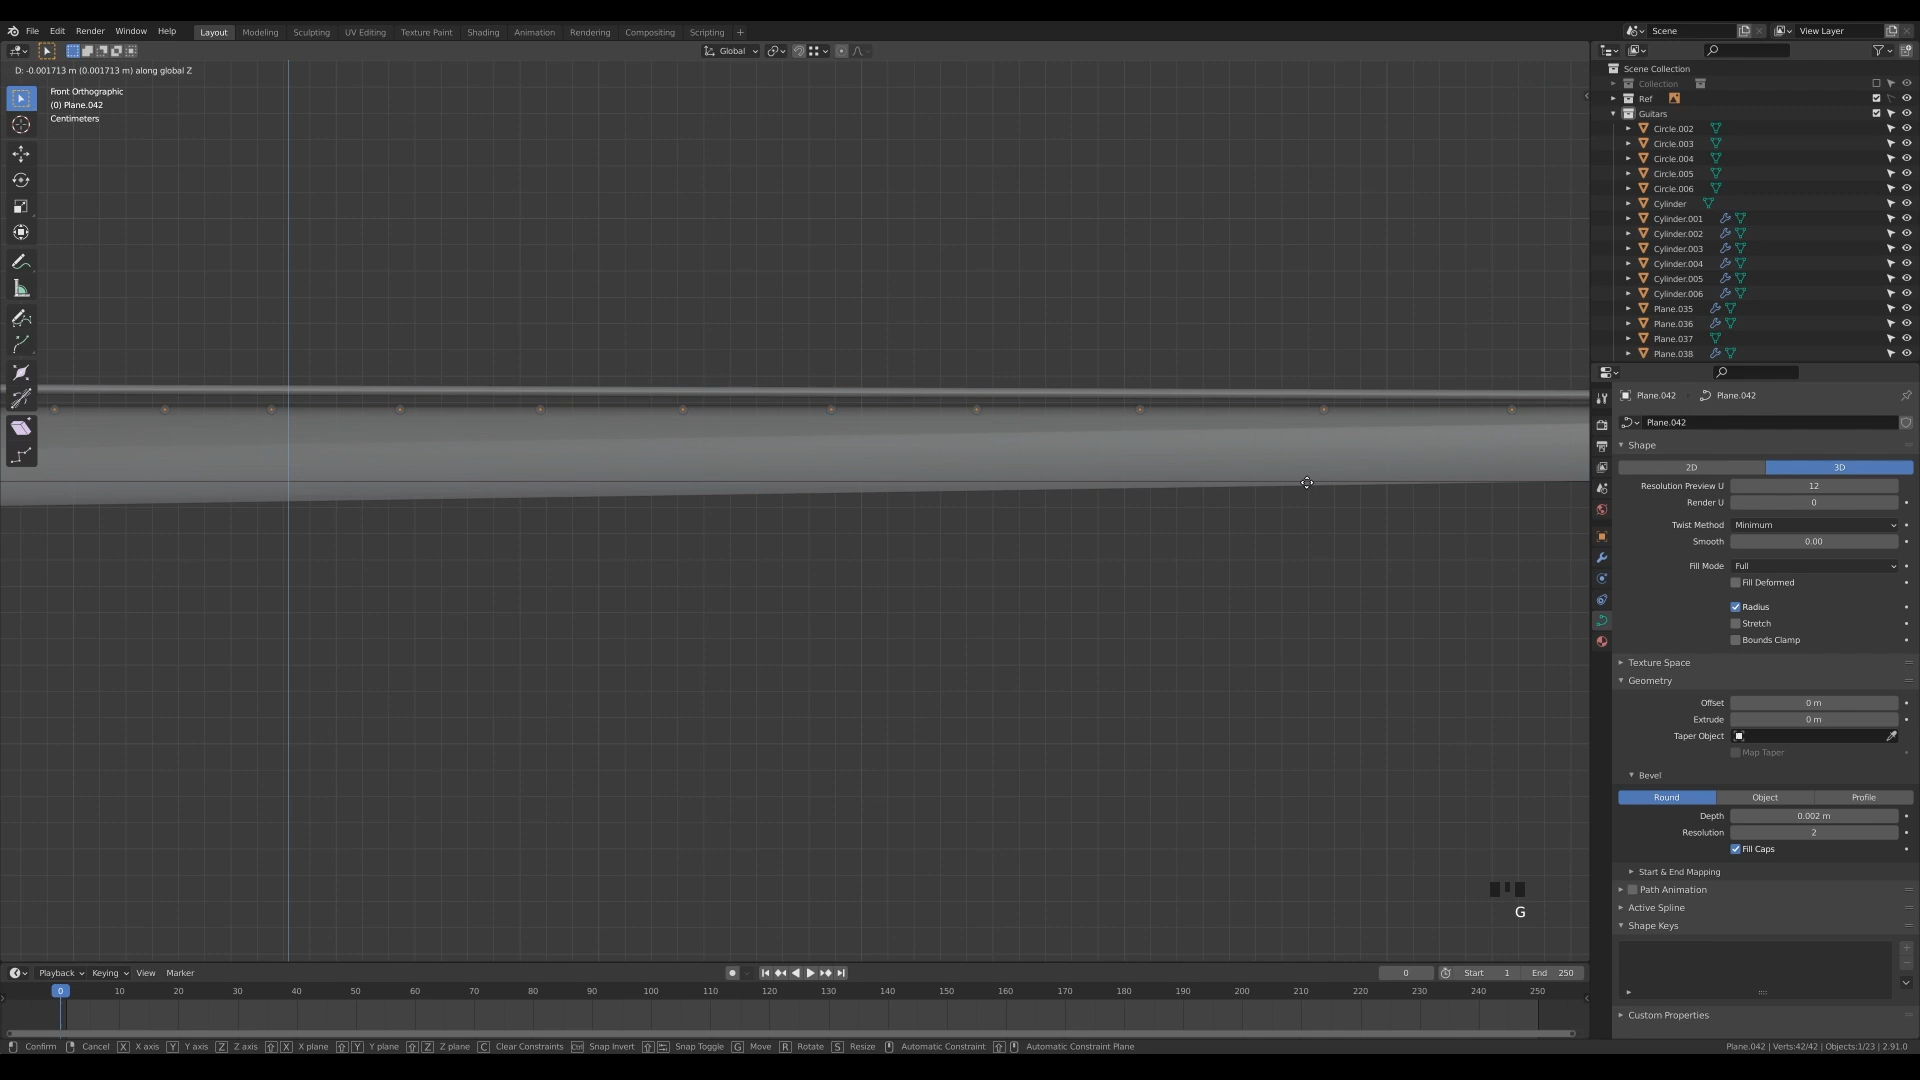 File Edit Render Window Help Layout Modeling Sculpting UV Editing Texture Paint Shading Animation Rendering Compositing Scripting + Scene View Layer
Global
D: -0.001713 m (0.001713 m) along global Z
Front Orthographic
(0) Plane.042
Centimeters
Scene Collection
Collection
Ref
Guitars
Circle.002
Circle.003
Circle.004
Circle.005
Circle.006
Cylinder
Cylinder.001
Cylinder.002
Cylinder.003
Cylinder.004
Cylinder.005
Cylinder.006
Plane.035
Plane.036
Plane.037
Plane.038
Plane.042 Plane.042
Plane.042
Shape
2D 3D
Resolution Preview U 12
Render U 0
Twist Method Minimum
Smooth 0.00
Fill Mode Full
Fill Deformed
Radius
Stretch
Bounds Clamp
Texture Space
Geometry
Offset 0 m
Extrude 0 m
Taper Object
Map Taper
Bevel
Round Object Profile
Depth 0.002 m
Resolution 2
Fill Caps
Start & End Mapping
Path Animation
Active Spline
Shape Keys
Custom Properties
G
Playback Keying View Marker 0 Start 1 End 250
0 10 20 30 40 50 60 70 80 90 100 110 120 130 140 150 160 170 180 190 200 210 220 230 240 250
Confirm Cancel X X axis Y Y axis Z Z axis X X plane Y Y plane Z Z plane C Clear Constraints Ctrl Snap Invert Snap Toggle G Move R Rotate S Resize Automatic Constraint Automatic Constraint Plane Plane.042 | Verts:42/42 | Objects:1/23 | 2.91.0